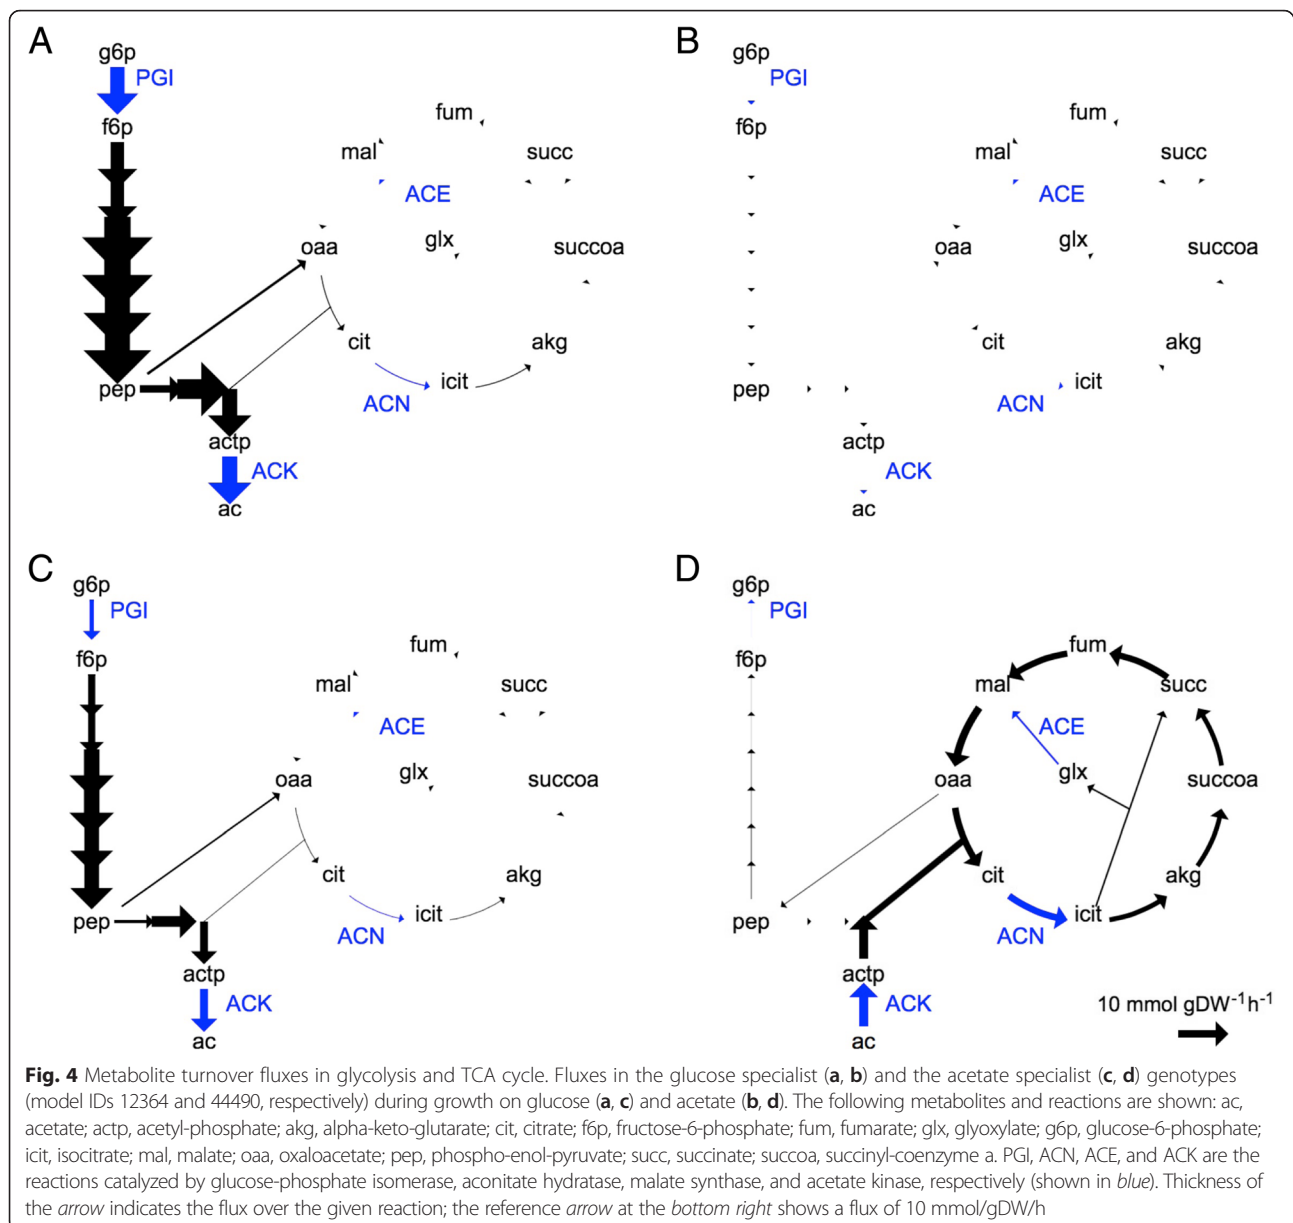 A
g6p
PGI
f6p
fum
mal
succ
ACE
oaa
glx
succoa
cit
akg
pep
icit
ACN
actp
ACK
ac
B
g6p
PGI
f6p
fum
mal
succ
ACE
oaa
glx
succoa
cit
akg
pep
icit
ACN
actp
ACK
ac
C
g6p
PGI
f6p
fum
mal
succ
ACE
oaa
glx
succoa
cit
akg
pep
icit
ACN
actp
ACK
ac
D
g6p
PGI
f6p
fum
mal
succ
ACE
oaa
glx
succoa
cit
akg
pep
icit
ACN
actp
ACK
ac
10 mmol gDW⁻¹h⁻¹
Fig. 4 Metabolite turnover fluxes in glycolysis and TCA cycle. Fluxes in the glucose specialist (a, b) and the acetate specialist (c, d) genotypes
(model IDs 12364 and 44490, respectively) during growth on glucose (a, c) and acetate (b, d). The following metabolites and reactions are shown: ac,
acetate; actp, acetyl-phosphate; akg, alpha-keto-glutarate; cit, citrate; f6p, fructose-6-phosphate; fum, fumarate; glx, glyoxylate; g6p, glucose-6-phosphate;
icit, isocitrate; mal, malate; oaa, oxaloacetate; pep, phospho-enol-pyruvate; succ, succinate; succoa, succinyl-coenzyme a. PGI, ACN, ACE, and ACK are the
reactions catalyzed by glucose-phosphate isomerase, aconitate hydratase, malate synthase, and acetate kinase, respectively (shown in blue). Thickness of
the arrow indicates the flux over the given reaction; the reference arrow at the bottom right shows a flux of 10 mmol/gDW/h